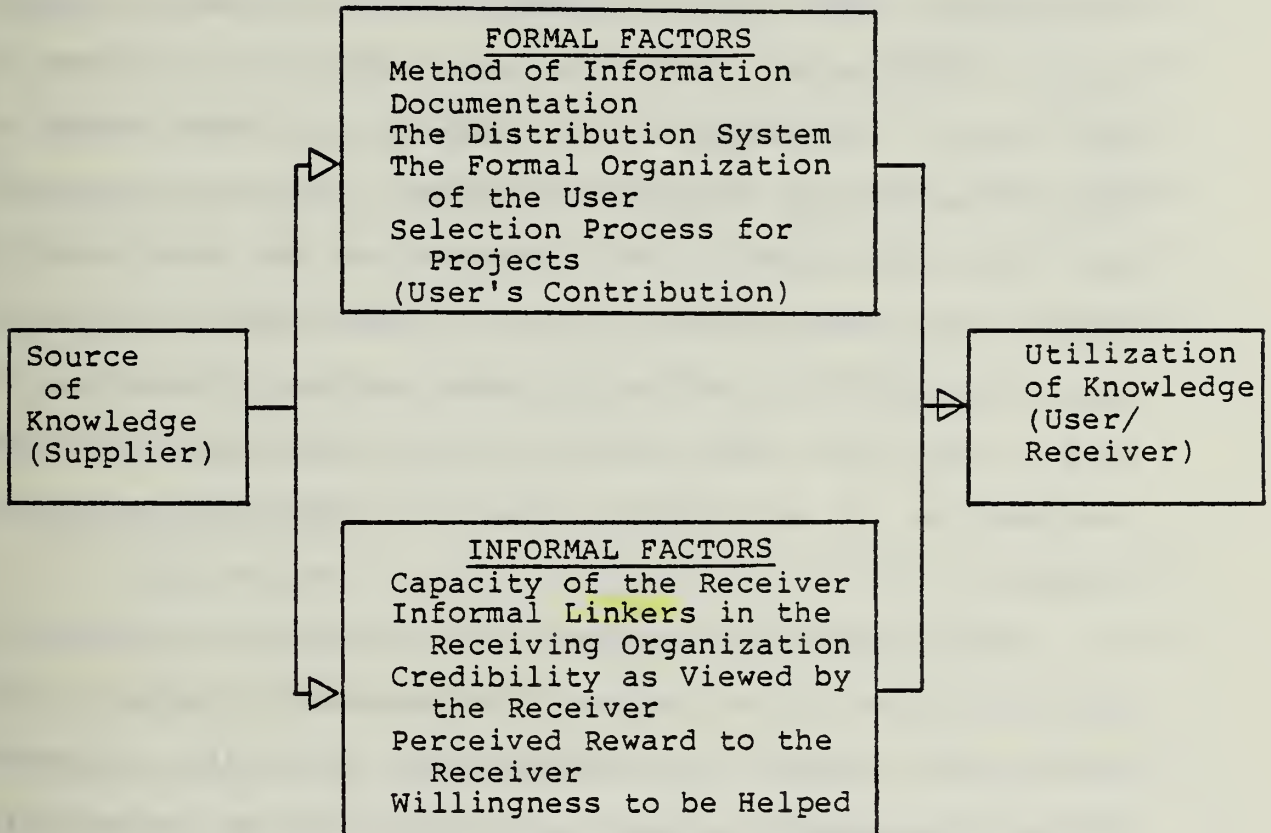 FORMAL FACTORS
Method of Information
Documentation
The Distribution System
The Formal Organization
of the User
Selection Process for
Projects
(User's Contribution)
Source
of
Knowledge
(Supplier)
Utilization
of Knowledge
(User/
Receiver)
INFORMAL FACTORS
Capacity of the Receiver
Informal Linkers in the
Receiving Organization
Credibility as Viewed by
the Receiver
Perceived Reward to the
Receiver
Willingness to be Helped